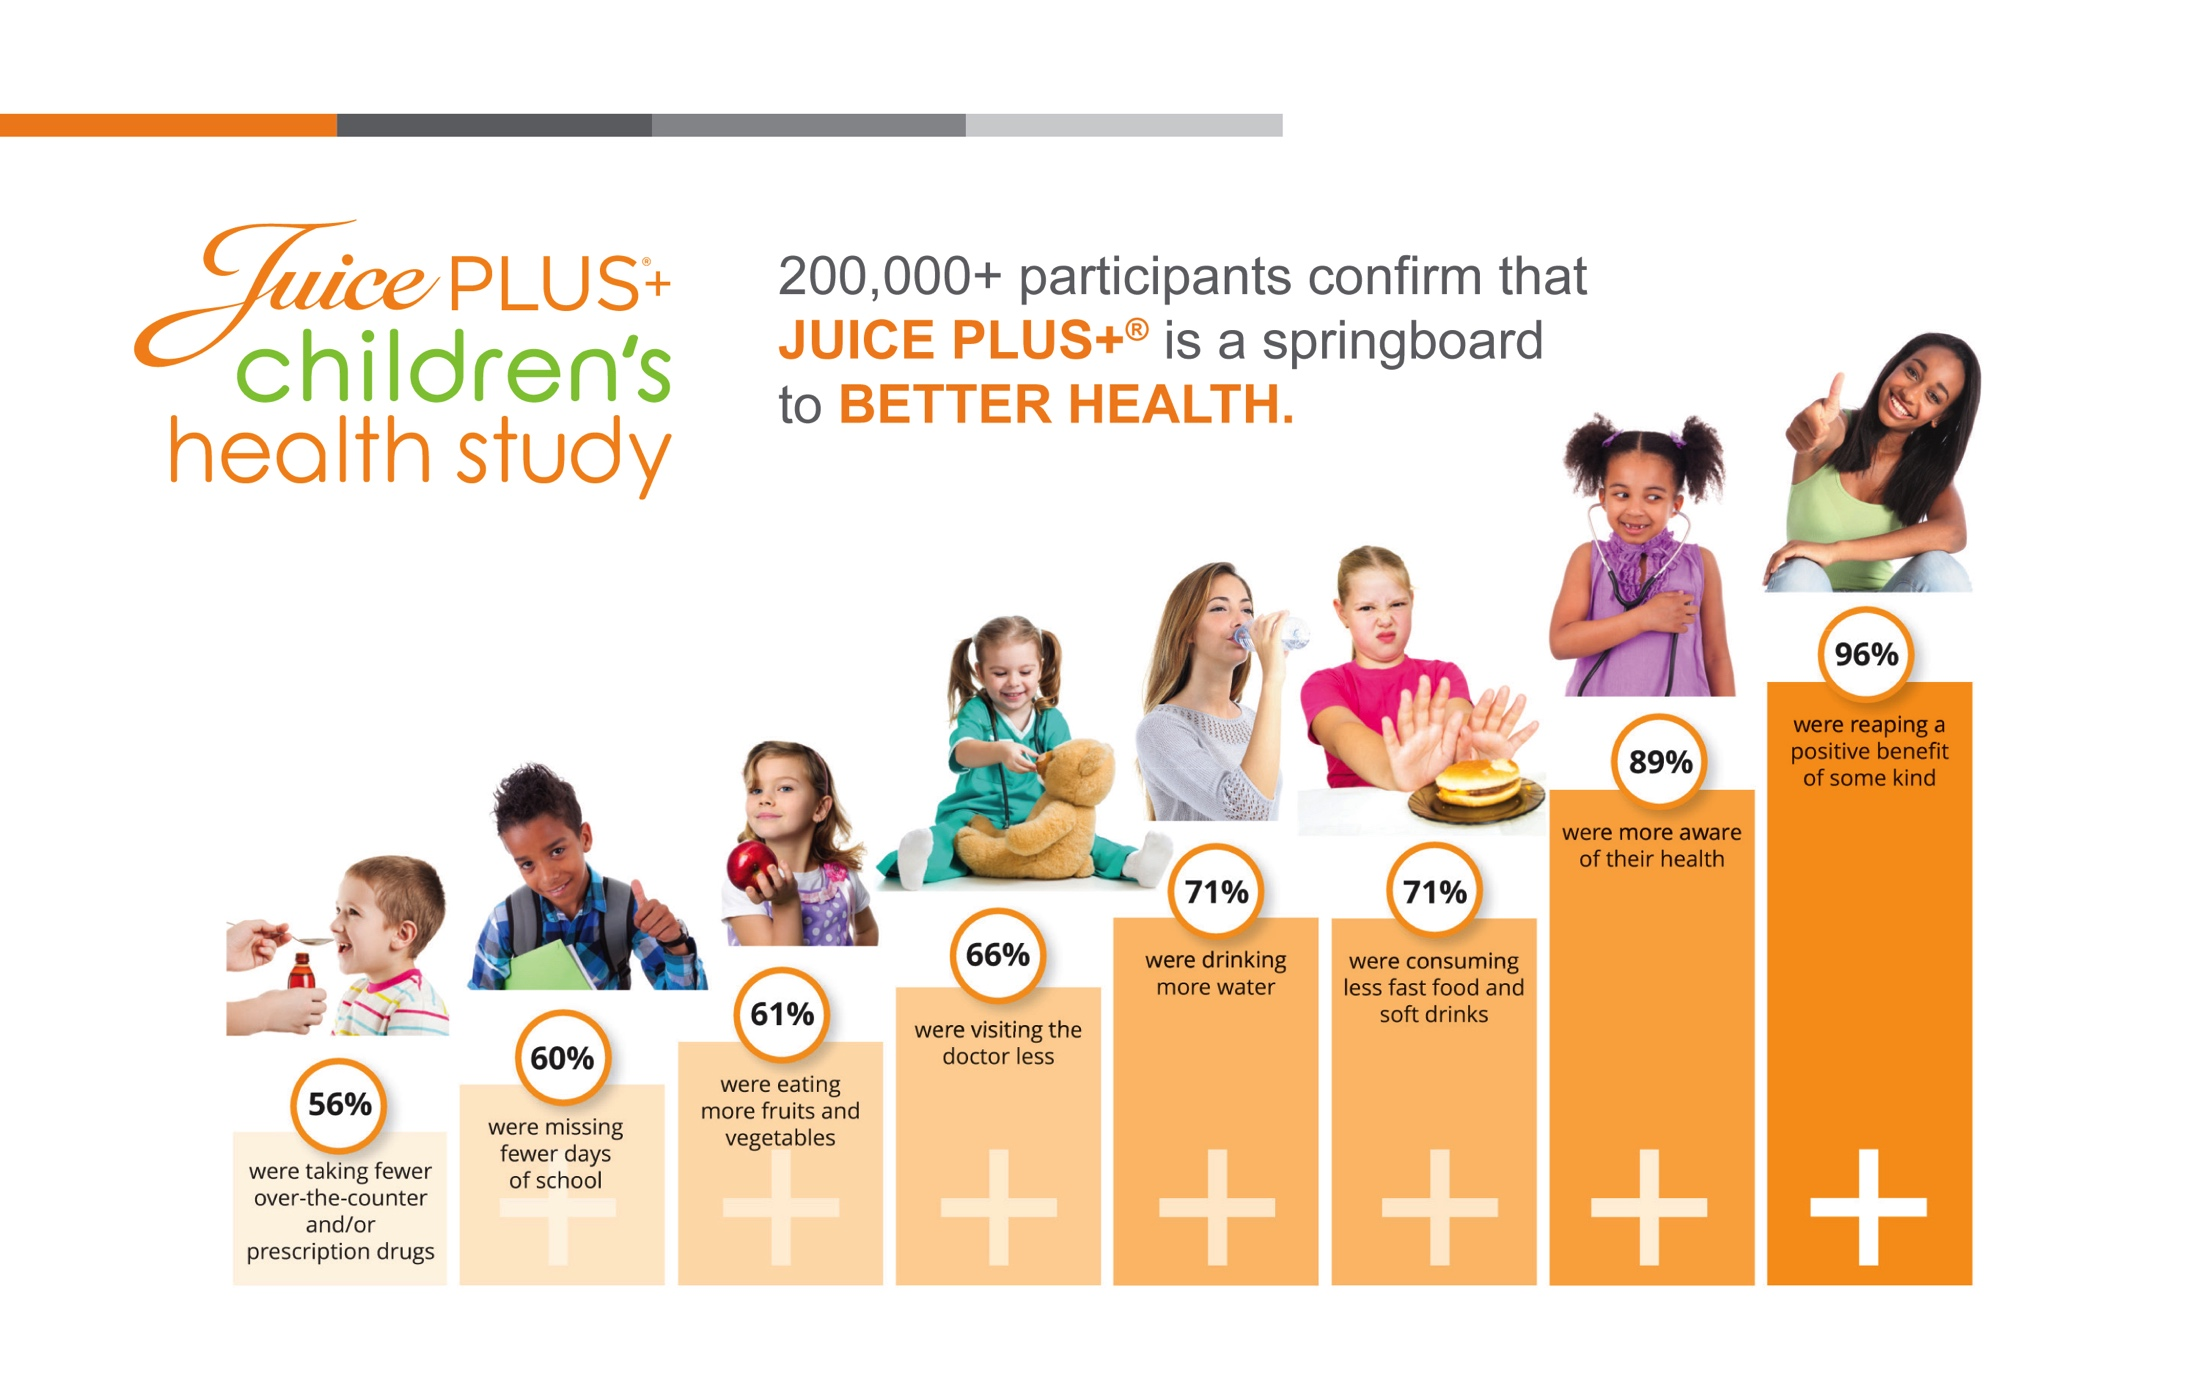 Juice PLUS®+
children's
health study
200,000+ participants confirm that
JUICE PLUS+® is a springboard
to BETTER HEALTH.
56%
were taking fewer
over-the-counter
and/or
prescription drugs
60%
were missing
fewer days
of school
61%
were eating
more fruits and
vegetables
66%
were visiting the
doctor less
71%
were drinking
more water
71%
were consuming
less fast food and
soft drinks
89%
were more aware
of their health
96%
were reaping a
positive benefit
of some kind